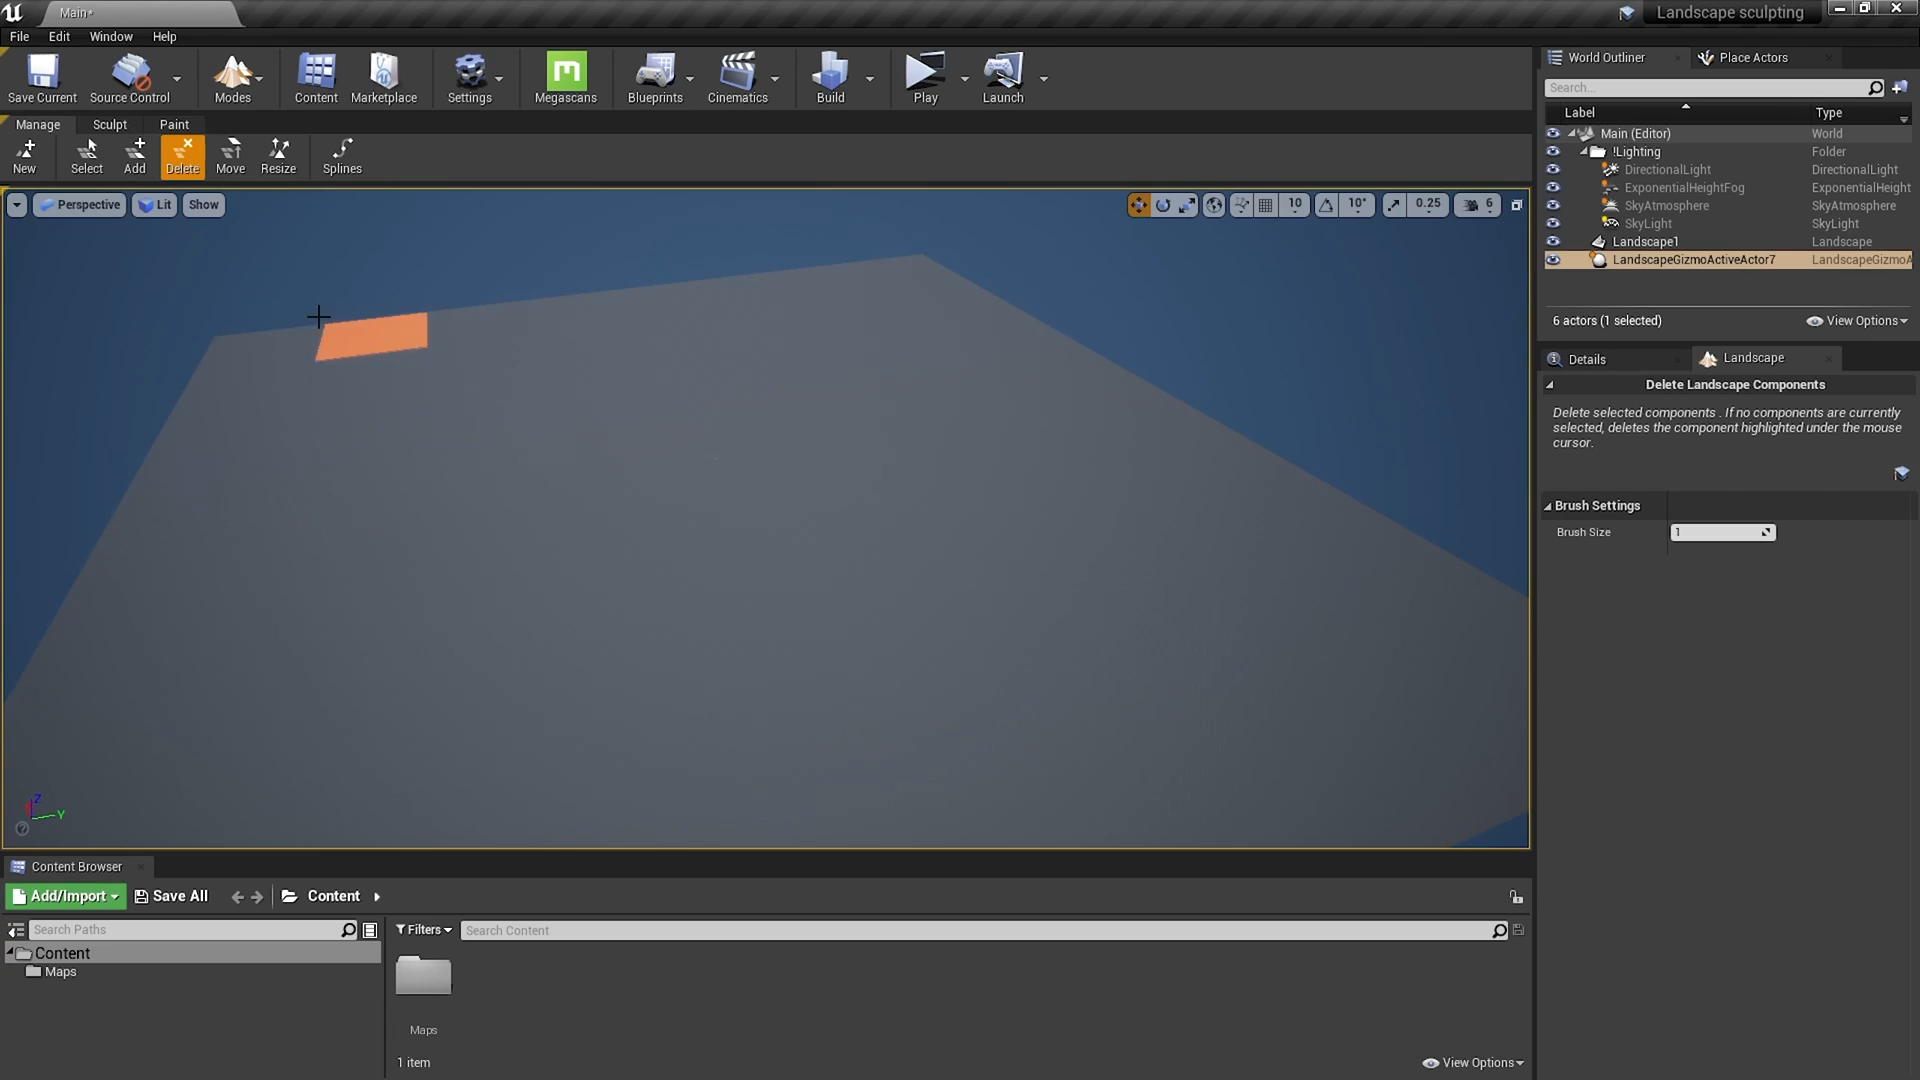 Main*
Landscape sculpting
File Edit Window Help
Save Current Source Control Modes Content Marketplace Settings Megascans Blueprints Cinematics Build Play Launch
Manage Sculpt Paint
New Select Add Delete Move Resize Splines
Perspective Lit Show 10 10° 0.25 6
Z
Y
World Outliner Place Actors
Search...
Label Type
Main (Editor) World
!Lighting Folder
DirectionalLight DirectionalLight
ExponentialHeightFog ExponentialHeight
SkyAtmosphere SkyAtmosphere
SkyLight SkyLight
Landscape1 Landscape
LandscapeGizmoActiveActor7 LandscapeGizmoA
6 actors (1 selected) View Options
Details Landscape
Delete Landscape Components
Delete selected components . If no components are currently
selected, deletes the component highlighted under the mouse
cursor.
Brush Settings
Brush Size 1
Content Browser
Add/Import Save All Content
Search Paths
Filters Search Content
Content
Maps
Maps
1 item View Options